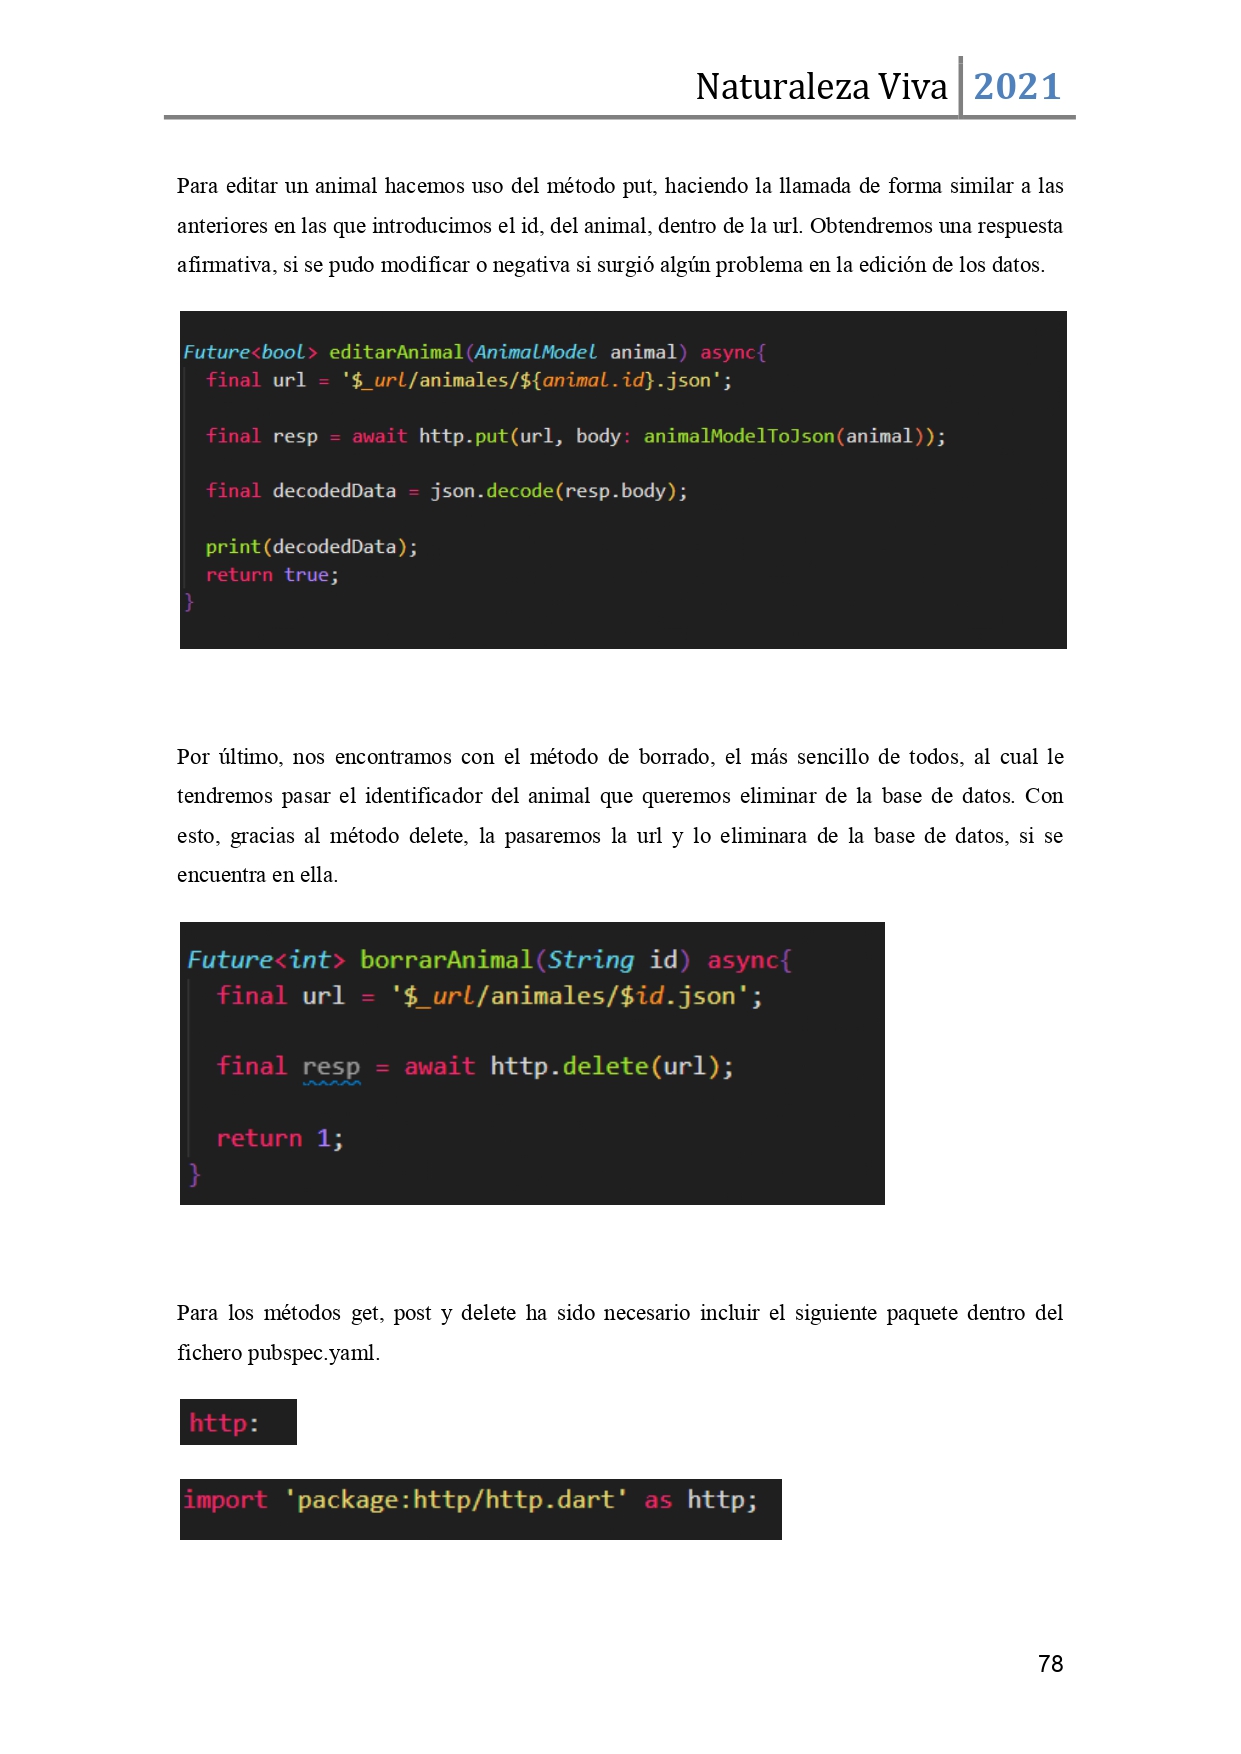 Naturaleza Viva 2021
Para editar un animal hacemos uso del método put, haciendo la llamada de forma similar a las
anteriores en las que introducimos el id, del animal, dentro de la url. Obtendremos una respuesta
afirmativa, si se pudo modificar o negativa si surgió algún problema en la edición de los datos.
Future<bool> editarAnimal(AnimalModel animal) async{
final url = '$_url/animales/${animal.id}.json';
final resp = await http.put(url, body: animalModelToJson(animal));
final decodedData = json.decode(resp.body);
print(decodedData);
return true;
}
Por último, nos encontramos con el método de borrado, el más sencillo de todos, al cual le
tendremos pasar el identificador del animal que queremos eliminar de la base de datos. Con
esto, gracias al método delete, la pasaremos la url y lo eliminara de la base de datos, si se
encuentra en ella.
Future<int> borrarAnimal(String id) async{
final url = '$_url/animales/$id.json';
final resp = await http.delete(url);
return 1;
}
Para los métodos get, post y delete ha sido necesario incluir el siguiente paquete dentro del
fichero pubspec.yaml.
http:
import 'package:http/http.dart' as http;
78